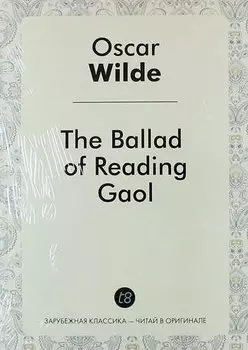 Oscar
Wilde
The Ballad
of Reading
Gaol
t8
ЗАРУБЕЖНАЯ КЛАССИКА — ЧИТАЙ В ОРИГИНАЛЕ